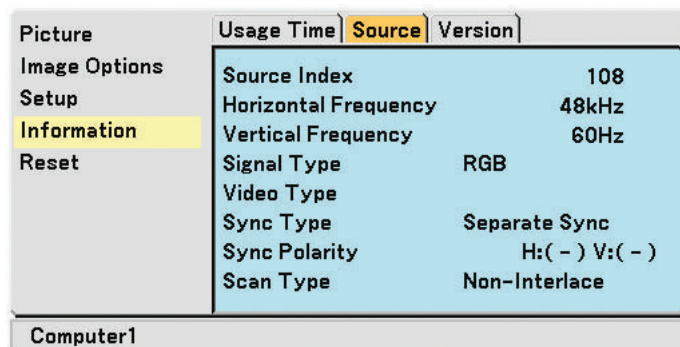 Picture
Image Options
Setup
Information
Reset
Usage Time Source Version
Source Index 108
Horizontal Frequency 48kHz
Vertical Frequency 60Hz
Signal Type RGB
Video Type
Sync Type Separate Sync
Sync Polarity H:( - ) V:( - )
Scan Type Non-Interlace
Computer1